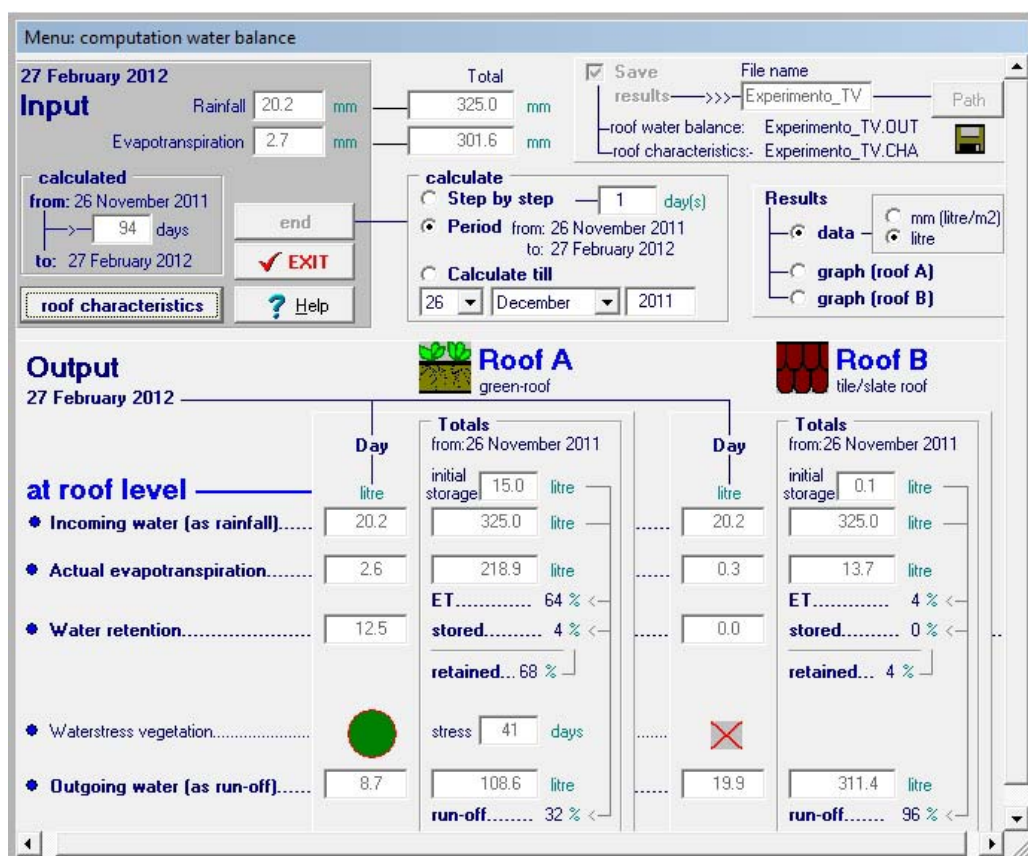 Menu: computation water balance
27 February 2012
Input
Rainfall 20.2 mm
Evapotranspiration 2.7 mm
Total
325.0 mm
301.6 mm
Save results >>> File name
Experimento_TV
Path
roof water balance: Experimento_TV.OUT
roof characteristics:- Experimento_TV.CHA
calculated
from: 26 November 2011
94 days
to: 27 February 2012
end
EXIT
roof characteristics
? Help
calculate
Step by step 1 day(s)
Period from: 26 November 2011
to: 27 February 2012
Calculate till
26 December 2011
Results
data
mm (litre/m2)
litre
graph (roof A)
graph (roof B)
Output
27 February 2012
Roof A
green-roof
Roof B
tile/slate roof
Day
Totals
from:26 November 2011
Day
Totals
from:26 November 2011
at roof level
litre
initial storage 15.0 litre
litre
initial storage 0.1 litre
Incoming water (as rainfall)...... 20.2 325.0 litre ...... 20.2 325.0 litre
Actual evapotranspiration........ 2.6 218.9 litre ...... 0.3 13.7 litre
ET............ 64 % <
ET............ 4 % <
Water retention....................... 12.5 stored.......... 4 % < ...... 0.0 stored.......... 0 % < ..
retained... 68 %
retained... 4 %
Waterstress vegetation..................... stress 41 days ......
Outgoing water (as run-off)...... 8.7 108.6 litre ...... 19.9 311.4 litre
run-off........ 32 % <
run-off....... 96 % <